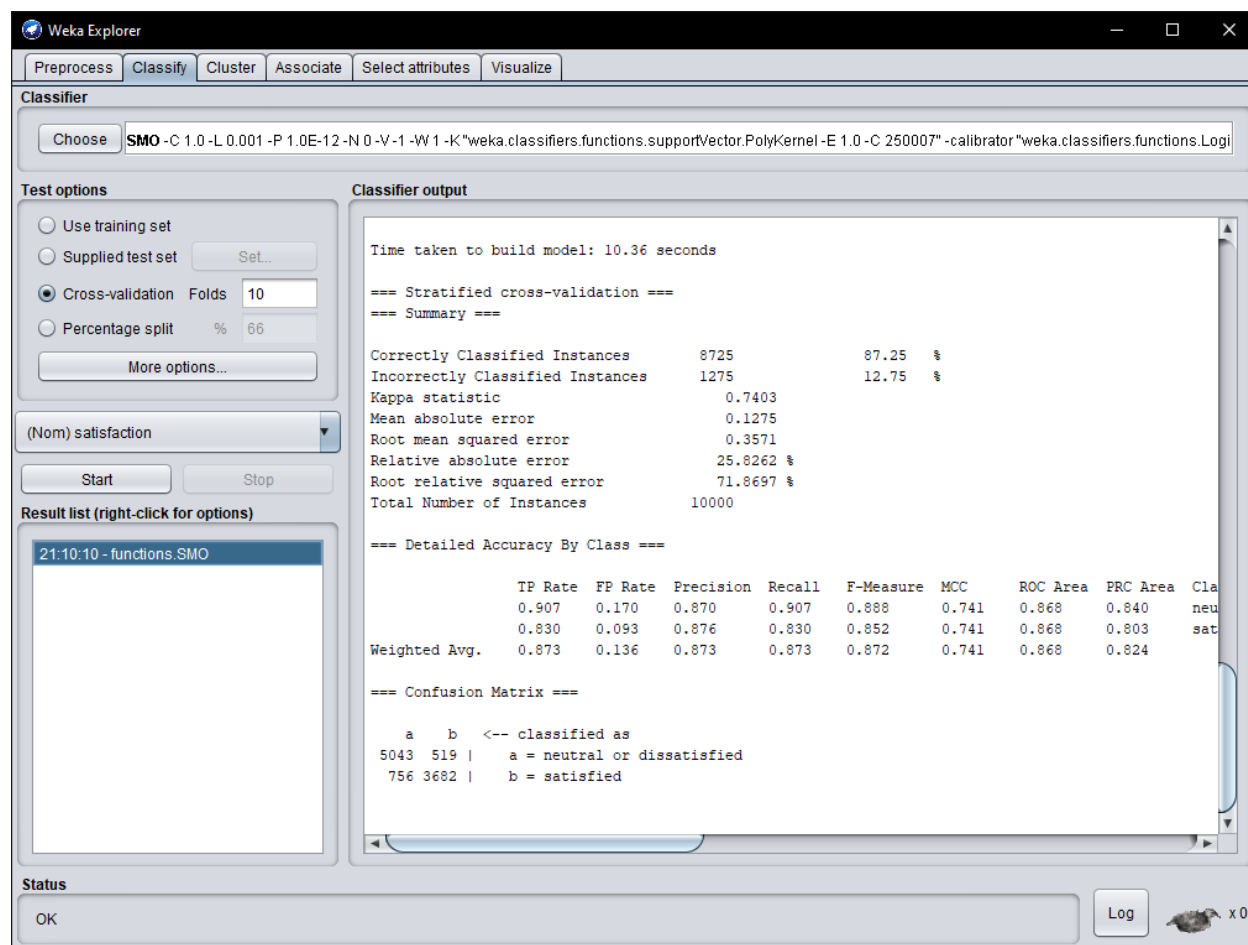 Weka Explorer
Preprocess Classify Cluster Associate Select attributes Visualize
Classifier
Choose SMO -C 1.0 -L 0.001 -P 1.0E-12 -N 0 -V -1 -W 1 -K "weka.classifiers.functions.supportVector.PolyKernel -E 1.0 -C 250007" -calibrator "weka.classifiers.functions.Logi
Test options
Use training set
Supplied test set Set...
Cross-validation Folds 10
Percentage split % 66
More options...
(Nom) satisfaction
Start Stop
Result list (right-click for options)
21:10:10 - functions.SMO
Classifier output
Time taken to build model: 10.36 seconds
=== Stratified cross-validation ===
=== Summary ===
Correctly Classified Instances 8725 87.25 %
Incorrectly Classified Instances 1275 12.75 %
Kappa statistic 0.7403
Mean absolute error 0.1275
Root mean squared error 0.3571
Relative absolute error 25.8262 %
Root relative squared error 71.8697 %
Total Number of Instances 10000
=== Detailed Accuracy By Class ===
TP Rate FP Rate Precision Recall F-Measure MCC ROC Area PRC Area Cla
0.907 0.170 0.870 0.907 0.888 0.741 0.868 0.840 neu
0.830 0.093 0.876 0.830 0.852 0.741 0.868 0.803 sat
Weighted Avg. 0.873 0.136 0.873 0.873 0.872 0.741 0.868 0.824
=== Confusion Matrix ===
a b <-- classified as
5043 519 | a = neutral or dissatisfied
756 3682 | b = satisfied
Status
OK
Log x 0